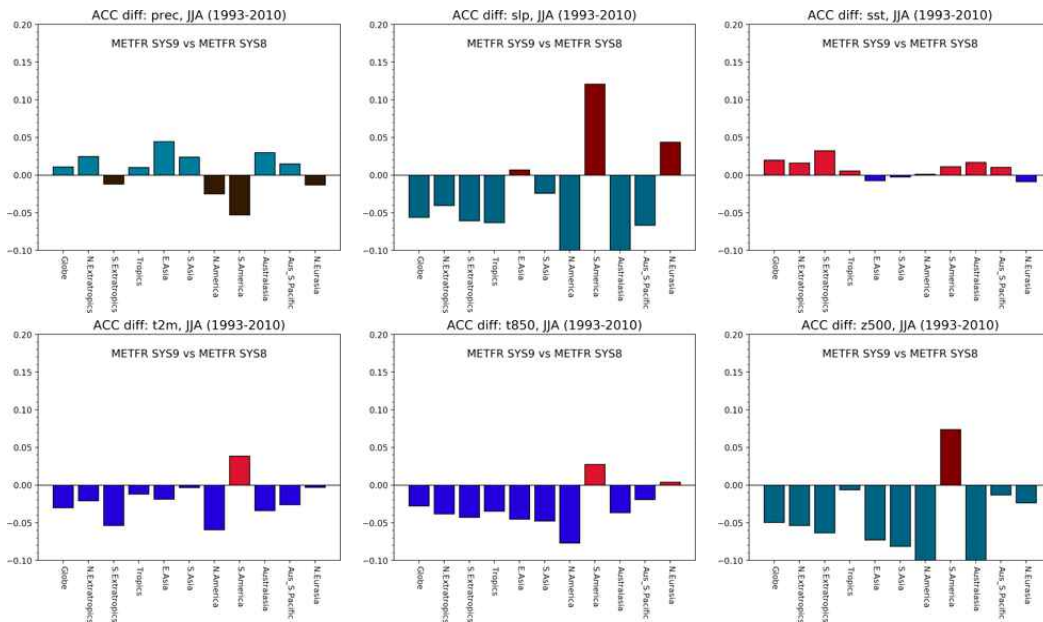 ACC diff: prec, JJA (1993-2010)
METFR SYS9 vs METFR SYS8
0.20
0.15
0.10
0.05
0.00
−0.05
−0.10
Globe
N.Extratropics
S.Extratropics
Tropics
E.Asia
S.Asia
N.America
S.America
Australasia
Aus_S.Pacific
N.Eurasia
ACC diff: slp, JJA (1993-2010)
METFR SYS9 vs METFR SYS8
0.20
0.15
0.10
0.05
0.00
−0.05
−0.10
Globe
N.Extratropics
S.Extratropics
Tropics
E.Asia
S.Asia
N.America
S.America
Australasia
Aus_S.Pacific
N.Eurasia
ACC diff: sst, JJA (1993-2010)
METFR SYS9 vs METFR SYS8
0.20
0.15
0.10
0.05
0.00
−0.05
−0.10
Globe
N.Extratropics
S.Extratropics
Tropics
E.Asia
S.Asia
N.America
S.America
Australasia
Aus_S.Pacific
N.Eurasia
ACC diff: t2m, JJA (1993-2010)
METFR SYS9 vs METFR SYS8
0.20
0.15
0.10
0.05
0.00
−0.05
−0.10
Globe
N.Extratropics
S.Extratropics
Tropics
E.Asia
S.Asia
N.America
S.America
Australasia
Aus_S.Pacific
N.Eurasia
ACC diff: t850, JJA (1993-2010)
METFR SYS9 vs METFR SYS8
0.20
0.15
0.10
0.05
0.00
−0.05
−0.10
Globe
N.Extratropics
S.Extratropics
Tropics
E.Asia
S.Asia
N.America
S.America
Australasia
Aus_S.Pacific
N.Eurasia
ACC diff: z500, JJA (1993-2010)
METFR SYS9 vs METFR SYS8
0.20
0.15
0.10
0.05
0.00
−0.05
−0.10
Globe
N.Extratropics
S.Extratropics
Tropics
E.Asia
S.Asia
N.America
S.America
Australasia
Aus_S.Pacific
N.Eurasia